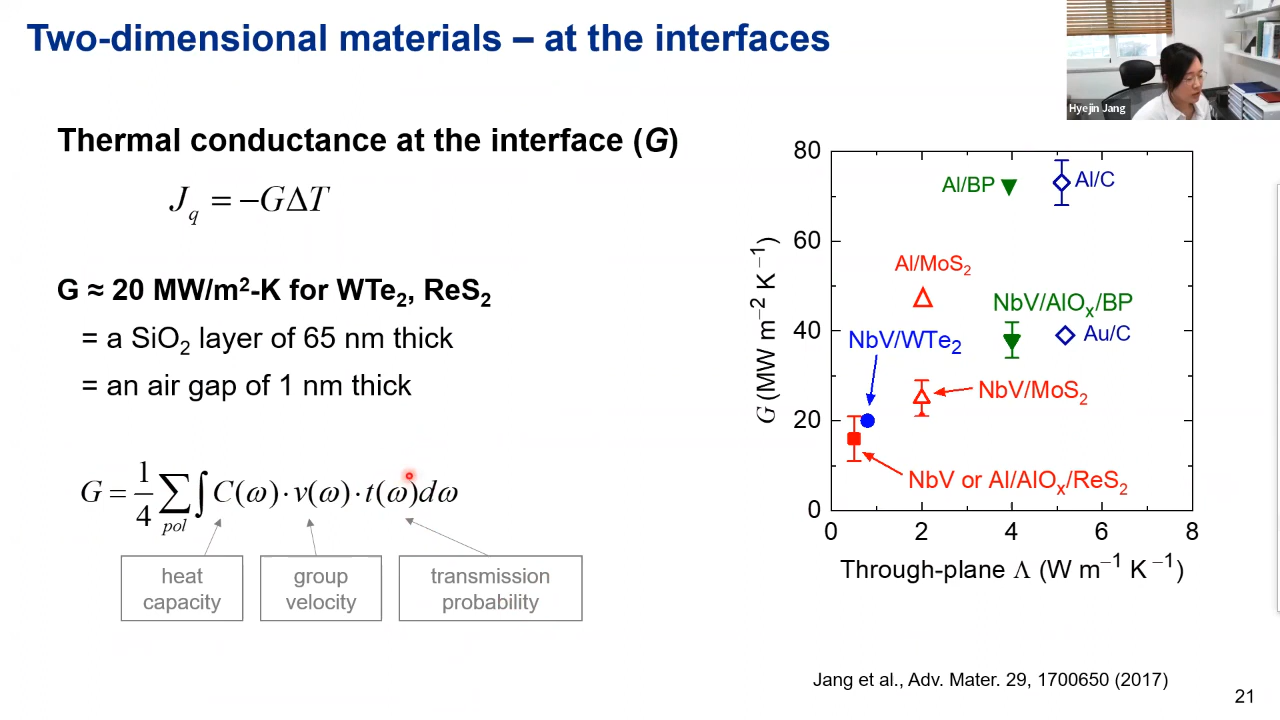 Two-dimensional materials – at the interfaces
Hyejin Jang
Thermal conductance at the interface (G)
J_q = −GΔT
G ≈ 20 MW/m²-K for WTe₂, ReS₂
= a SiO₂ layer of 65 nm thick
= an air gap of 1 nm thick
G = 1/4 ∑_pol ∫ C(ω) · v(ω) · t(ω)dω
heat
capacity
group
velocity
transmission
probability
80
60
40
20
0
G (MW m⁻² K⁻¹)
Al/BP
Al/C
Al/MoS₂
NbV/AlOₓ/BP
NbV/WTe₂
Au/C
NbV/MoS₂
NbV or Al/AlOₓ/ReS₂
0 2 4 6 8
Through-plane Λ (W m⁻¹ K⁻¹)
Jang et al., Adv. Mater. 29, 1700650 (2017)
21